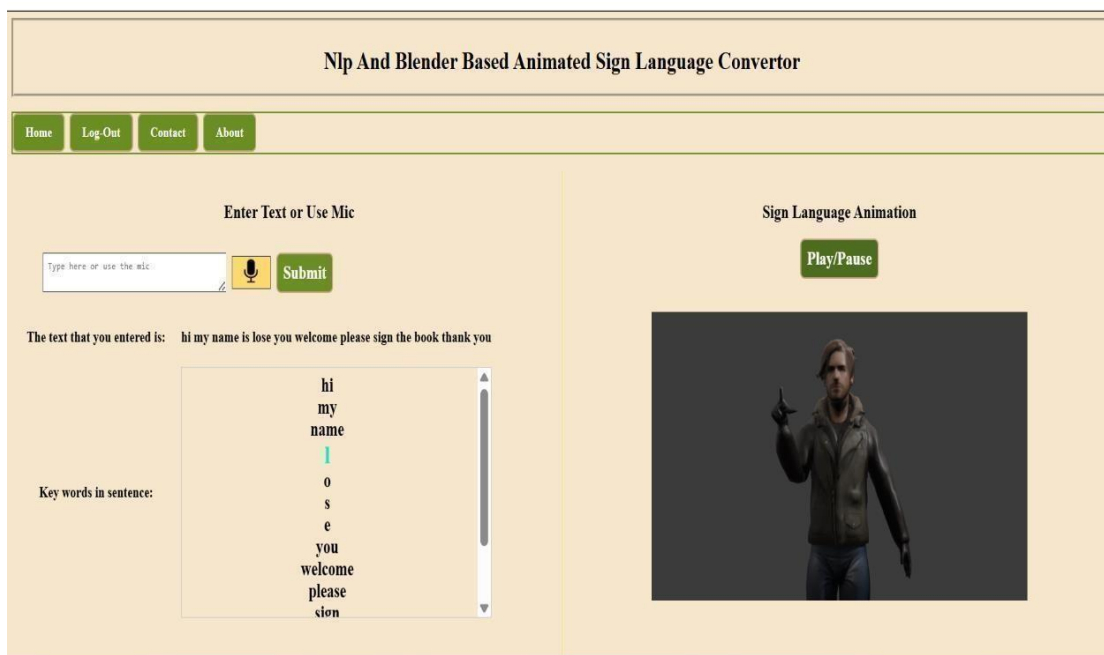 Nlp And Blender Based Animated Sign Language Convertor
Home Log-Out Contact About
Enter Text or Use Mic
Type here or use the mic
Submit
The text that you entered is: hi my name is lose you welcome please sign the book thank you
Key words in sentence:
hi
my
name
l
o
s
e
you
welcome
please
sign
Sign Language Animation
Play/Pause